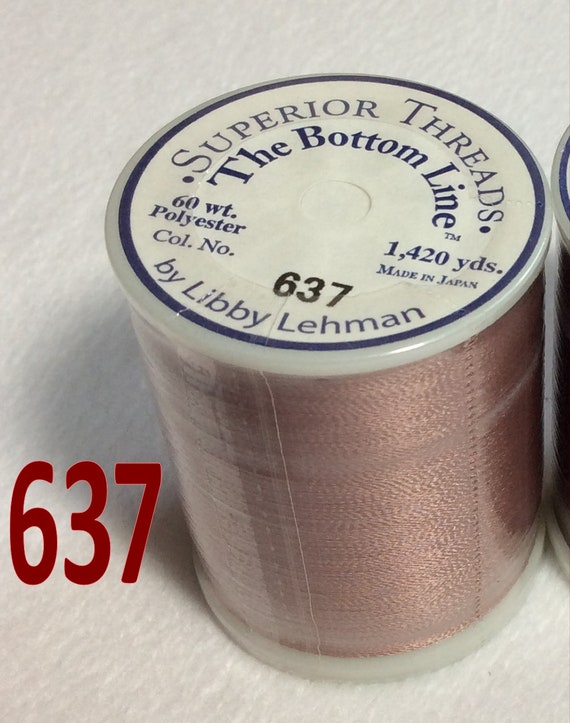 SUPERIOR THREADS
The Bottom Line™
60 wt.
Polyester
Col. No.
637
1,420 yds.
MADE IN JAPAN
by Libby Lehman
637